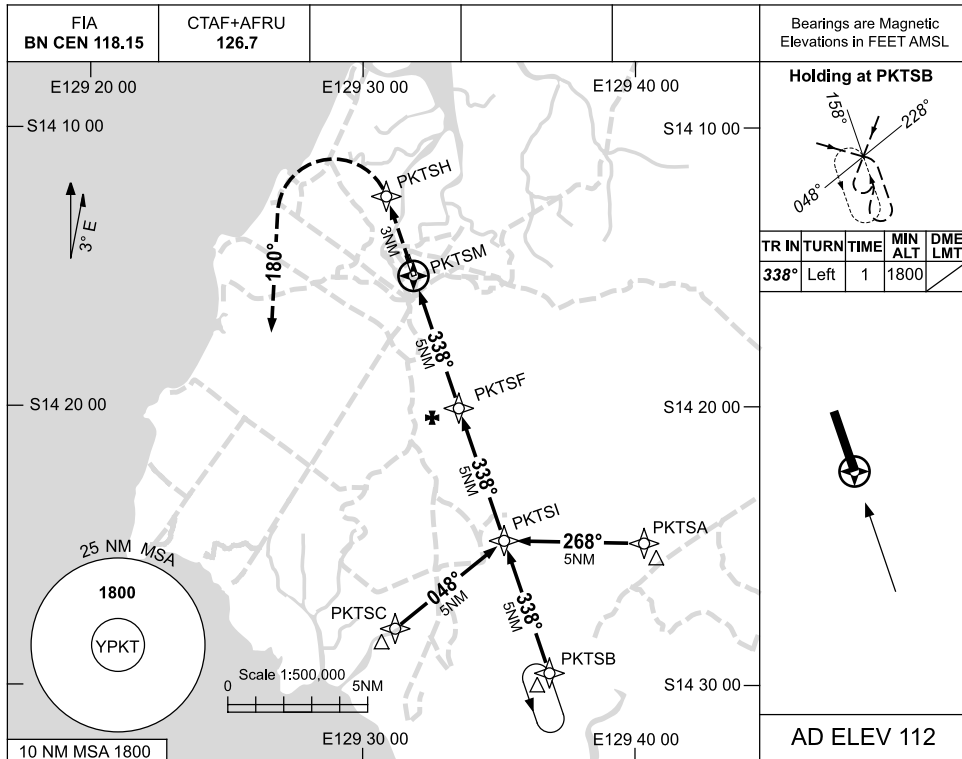 FIA
BN CEN 118.15
CTAF+AFRU
126.7
Bearings are Magnetic
Elevations in FEET AMSL
E129 20 00
E129 30 00
E129 40 00
S14 10 00
S14 10 00
3° E
PKTSH
3NM
PKTSM
180°
338°
5NM
PKTSF
S14 20 00
S14 20 00
338°
5NM
PKTSI
PKTSA
268°
5NM
048°
5NM
PKTSC
338°
5NM
PKTSB
25 NM MSA
1800
YPKT
Scale 1:500,000
0
5NM
S14 30 00
E129 30 00
E129 40 00
10 NM MSA 1800
Holding at PKTSB
158°
228°
048°
TR IN TURN TIME MIN ALT DME LMT
338° Left 1 1800
AD ELEV 112